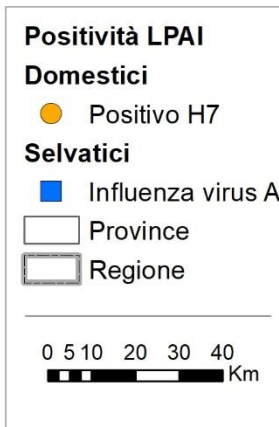 Positività LPAI
Domestici
Positivo H7
Selvatici
Influenza virus A
Province
Regione
0 5 10 20 30 40
Km